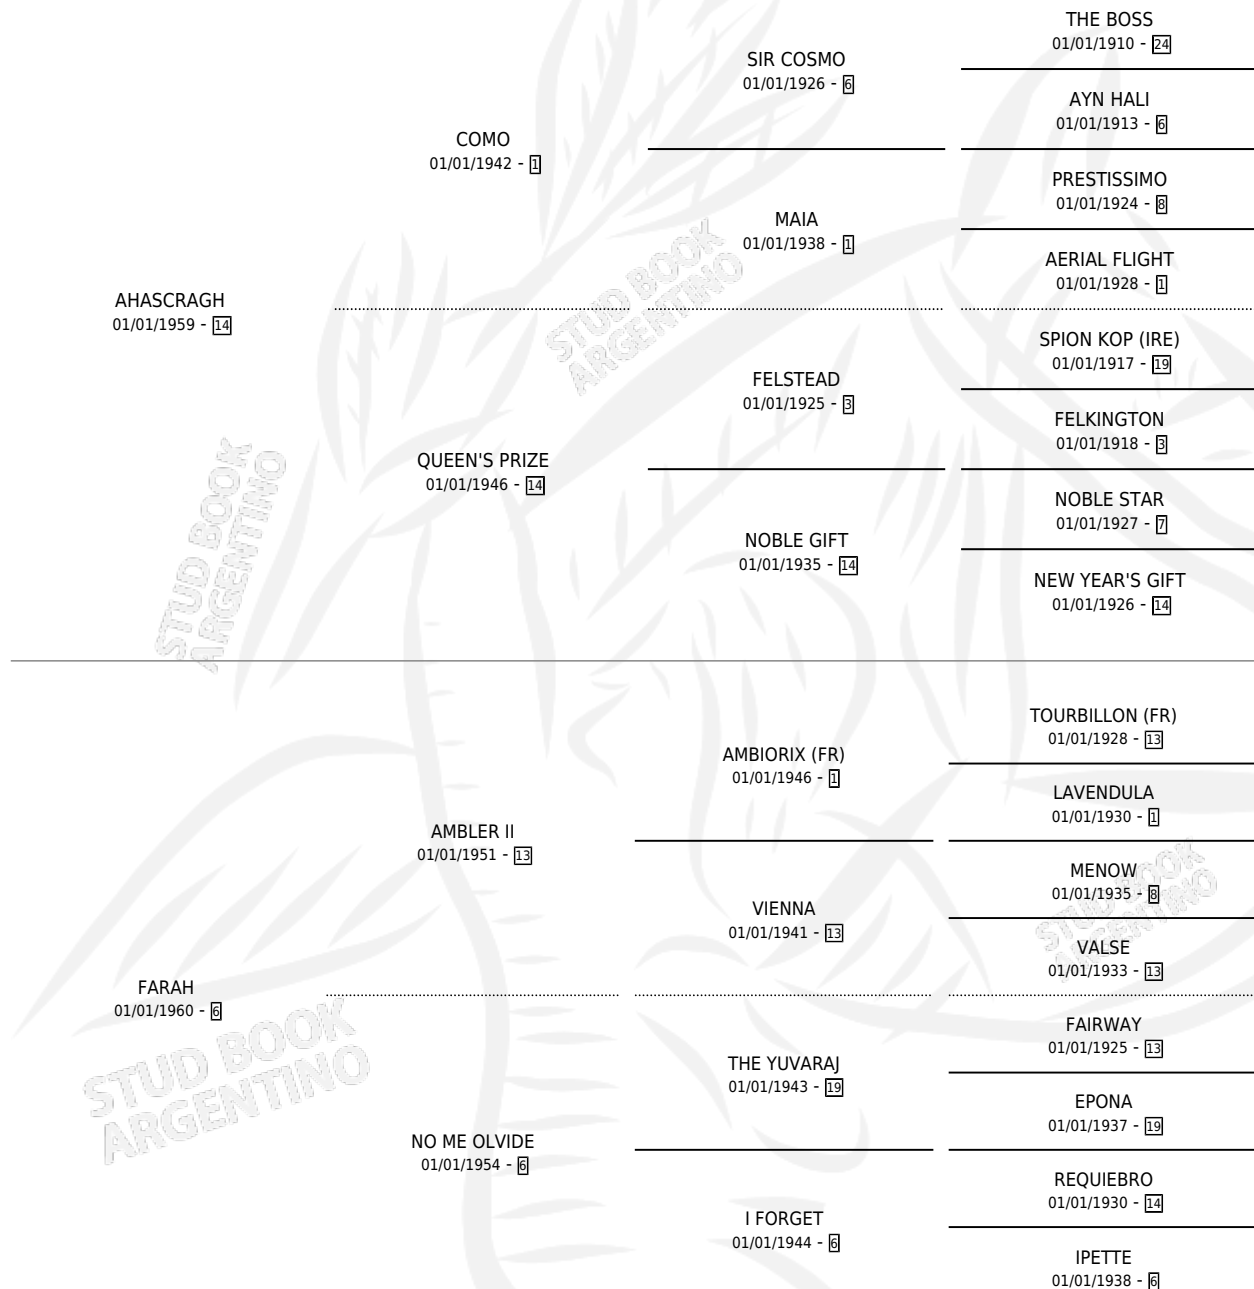 THE BOSS
01/01/1910 - 24
SIR COSMO
01/01/1926 - 6
AYN HALI
01/01/1913 - 6
COMO
01/01/1942 - 1
PRESTISSIMO
01/01/1924 - 8
MAIA
01/01/1938 - 1
AERIAL FLIGHT
01/01/1928 - 1
AHASCRAGH
01/01/1959 - 14
SPION KOP (IRE)
01/01/1917 - 19
FELSTEAD
01/01/1925 - 3
FELKINGTON
01/01/1918 - 3
QUEEN'S PRIZE
01/01/1946 - 14
NOBLE STAR
01/01/1927 - 7
NOBLE GIFT
01/01/1935 - 14
NEW YEAR'S GIFT
01/01/1926 - 14
TOURBILLON (FR)
01/01/1928 - 13
AMBIORIX (FR)
01/01/1946 - 1
LAVENDULA
01/01/1930 - 1
AMBLER II
01/01/1951 - 13
MENOW
01/01/1935 - 8
VIENNA
01/01/1941 - 13
VALSE
01/01/1933 - 13
FARAH
01/01/1960 - 6
FAIRWAY
01/01/1925 - 13
THE YUVARAJ
01/01/1943 - 19
EPONA
01/01/1937 - 19
NO ME OLVIDE
01/01/1954 - 6
REQUIEBRO
01/01/1930 - 14
I FORGET
01/01/1944 - 6
IPETTE
01/01/1938 - 6
STUD BOOK
ARGENTINO
STUD BOOK
ARGENTINO
STUD BOOK
ARGENTINO
STUD BOOK
ARGENTINO